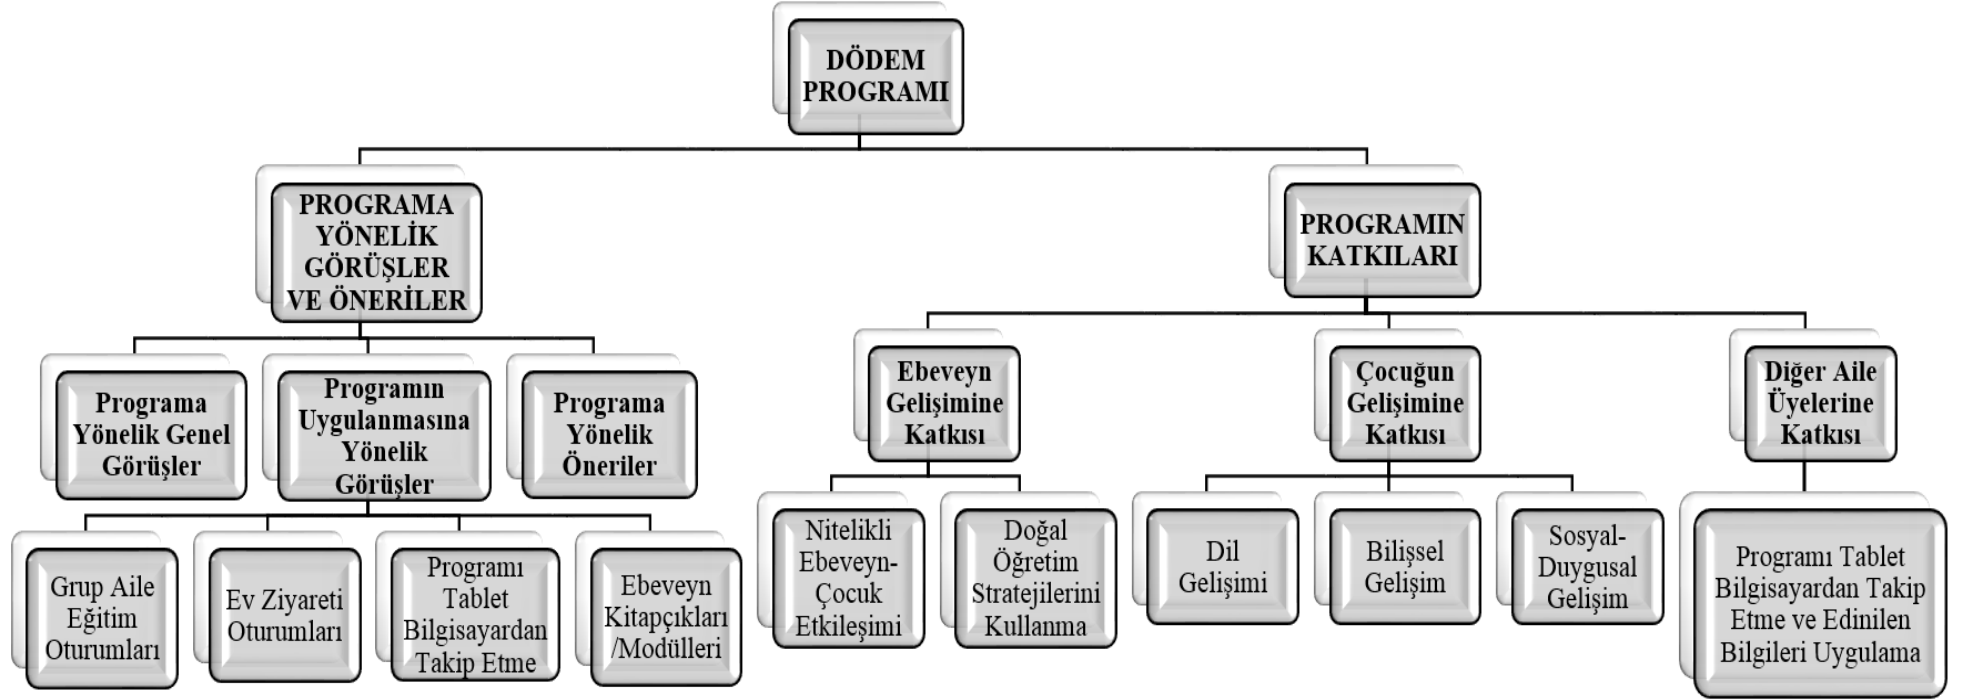 DÖDEM
PROGRAMI
PROGRAMA
YÖNELİK
GÖRÜŞLER
VE ÖNERİLER
PROGRAMIN
KATKILARI
Programa
Yönelik Genel
Görüşler
Programın
Uygulanmasına
Yönelik
Görüşler
Programa
Yönelik
Öneriler
Ebeveyn
Gelişimine
Katkısı
Çocuğun
Gelişimine
Katkısı
Diğer Aile
Üyelerine
Katkısı
Grup Aile
Eğitim
Oturumları
Ev Ziyareti
Oturumları
Programı
Tablet
Bilgisayardan
Takip Etme
Ebeveyn
Kitapçıkları
/Modülleri
Nitelikli
Ebeveyn-
Çocuk
Etkileşimi
Doğal
Öğretim
Stratejilerini
Kullanma
Dil
Gelişimi
Bilişsel
Gelişim
Sosyal-
Duygusal
Gelişim
Programı Tablet
Bilgisayardan Takip
Etme ve Edinilen
Bilgileri Uygulama